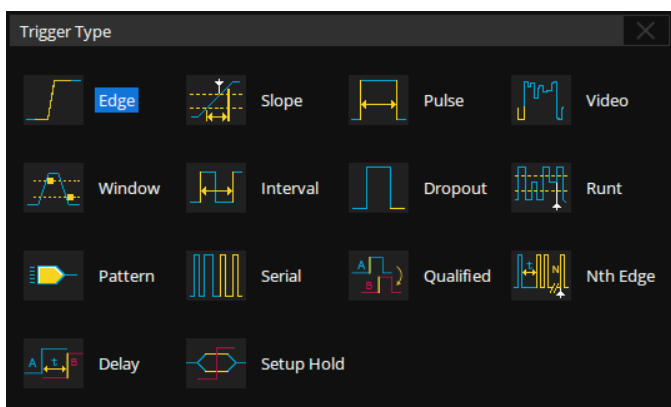 Trigger Type
Edge Slope Pulse Video
Window Interval Dropout Runt
Pattern Serial A B Qualified t N Nth Edge
A t B Delay Setup Hold